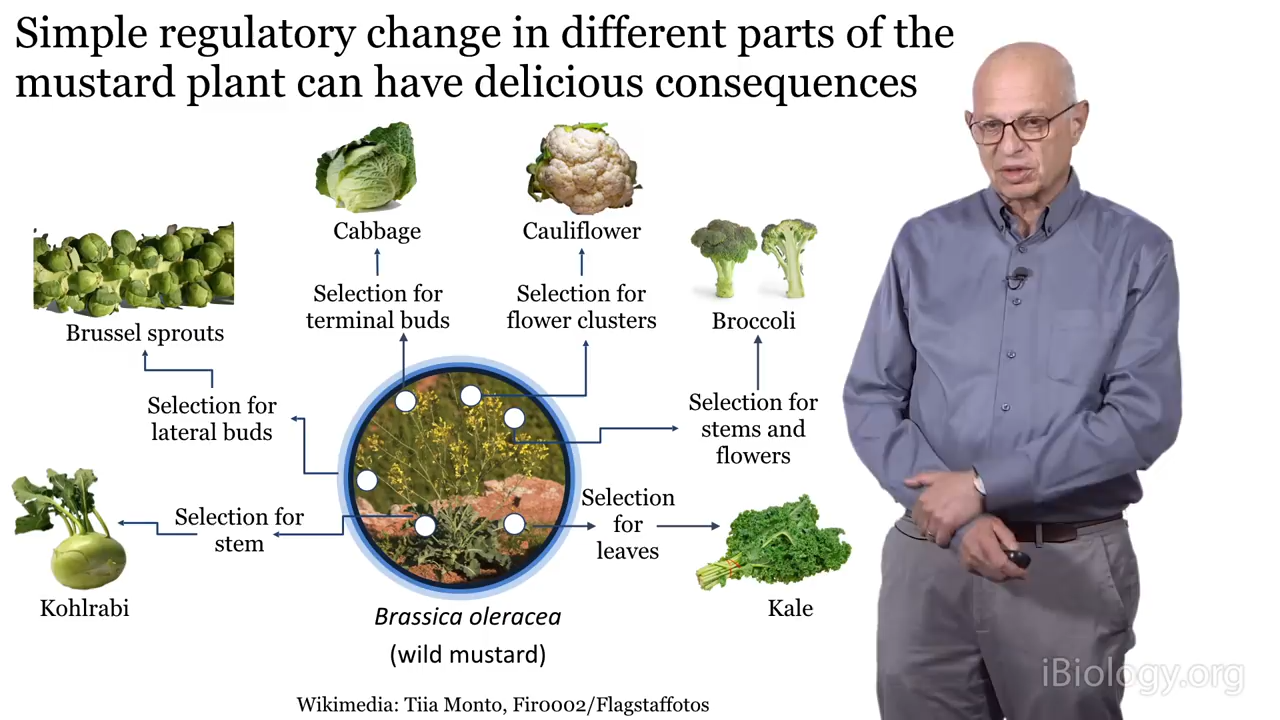 Simple regulatory change in different parts of the
mustard plant can have delicious consequences
Cabbage
Cauliflower
Selection for
terminal buds
Selection for
flower clusters
Broccoli
Brussel sprouts
Selection for
lateral buds
Selection for
stems and
flowers
Selection for
stem
Selection
for
leaves
Kohlrabi
Kale
Brassica oleracea
(wild mustard)
iBiology.org
Wikimedia: Tiia Monto, Fir0002/Flagstaffotos